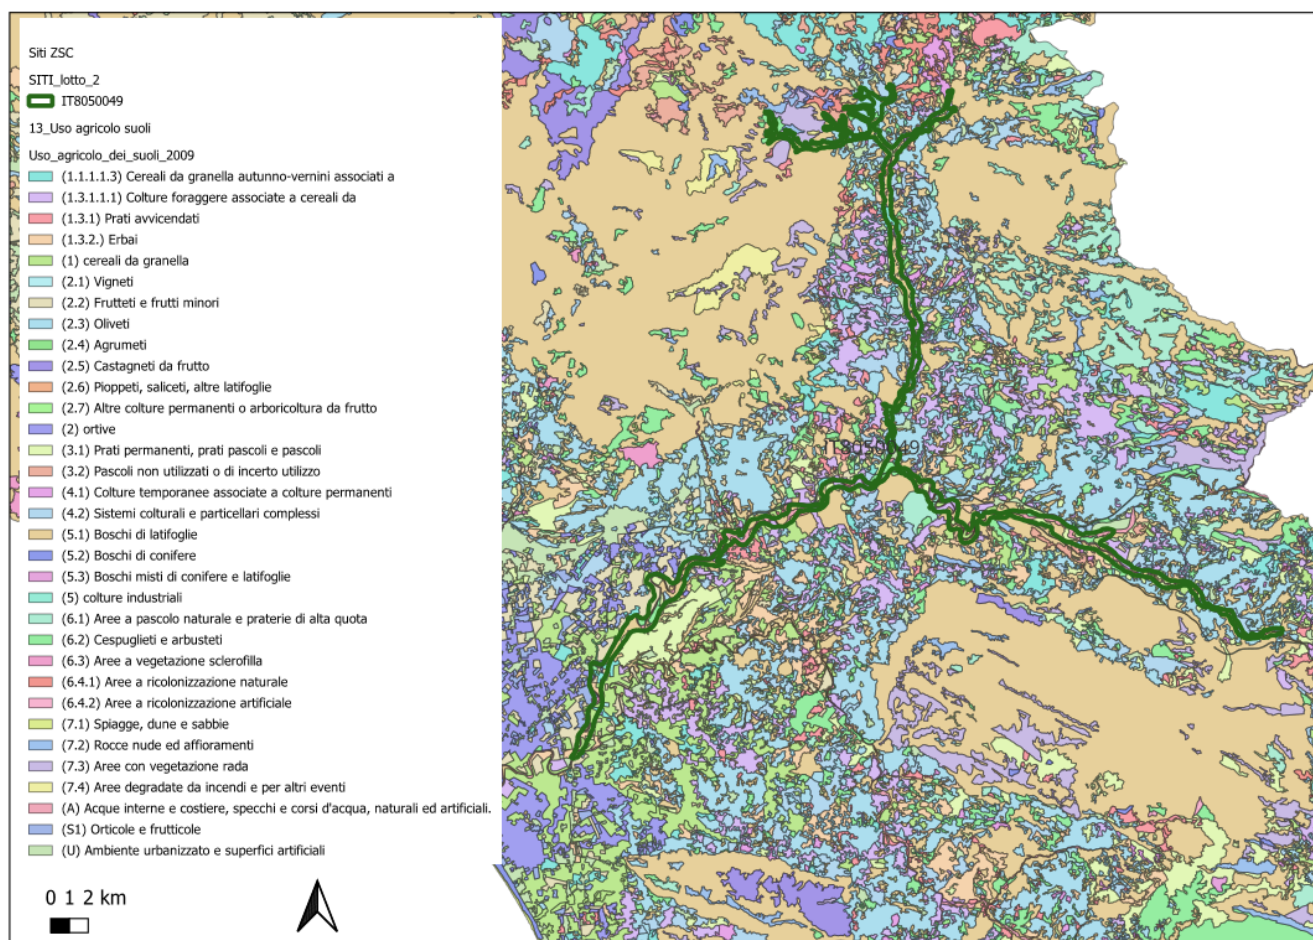 Siti ZSC
SITI_lotto_2
IT8050049
13_Uso agricolo suoli
Uso_agricolo_dei_suoli_2009
(1.1.1.1.3) Cereali da granella autunno-vernini associati a
(1.3.1.1.1) Colture foraggere associate a cereali da
(1.3.1) Prati avvicendati
(1.3.2.) Erbai
(1) cereali da granella
(2.1) Vigneti
(2.2) Frutteti e frutti minori
(2.3) Oliveti
(2.4) Agrumeti
(2.5) Castagneti da frutto
(2.6) Pioppeti, saliceti, altre latifoglie
(2.7) Altre colture permanenti o arboricoltura da frutto
(2) ortive
(3.1) Prati permanenti, prati pascoli e pascoli
(3.2) Pascoli non utilizzati o di incerto utilizzo
(4.1) Colture temporanee associate a colture permanenti
(4.2) Sistemi colturali e particellari complessi
(5.1) Boschi di latifoglie
(5.2) Boschi di conifere
(5.3) Boschi misti di conifere e latifoglie
(5) colture industriali
(6.1) Aree a pascolo naturale e praterie di alta quota
(6.2) Cespuglieti e arbusteti
(6.3) Aree a vegetazione sclerofilla
(6.4.1) Aree a ricolonizzazione naturale
(6.4.2) Aree a ricolonizzazione artificiale
(7.1) Spiagge, dune e sabbie
(7.2) Rocce nude ed affioramenti
(7.3) Aree con vegetazione rada
(7.4) Aree degradate da incendi e per altri eventi
(A) Acque interne e costiere, specchi e corsi d'acqua, naturali ed artificiali.
(S1) Orticole e frutticole
(U) Ambiente urbanizzato e superfici artificiali
0 1 2 km
IT8050049